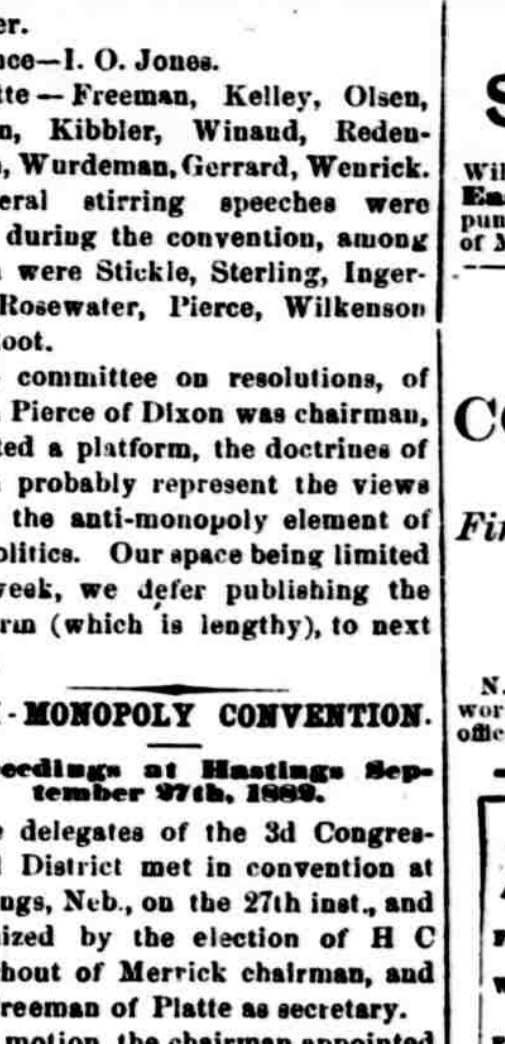 er.
nce—I. O. Jones.
tte — Freeman, Kelley, Olsen,
n, Kibbler, Winaud, Reden-
, Wurdeman, Gerrard, Wenrick.
eral stirring speeches were
during the convention, among
were Stickle, Sterling, Inger-
Rosewater, Pierce, Wilkenson
oot.
committee on resolutions, of
Pierce of Dixon was chairman,
ted a platform, the doctrines of
probably represent the views
the anti-monopoly element of
olitics. Our space being limited
week, we defer publishing the
rm (which is lengthy), to next
-MONOPOLY CONVENTION.
eedings at Hastings Sep-
tember 27th, 1882.
delegates of the 3d Congres-
District met in convention at
ngs, Neb., on the 27th inst., and
ized by the election of H C
hout of Merrick chairman, and
reeman of Platte as secretary.
motion, the chairman appointed
S
Wil
Ea
pun
of
CO
Fir
N.
wor
offic